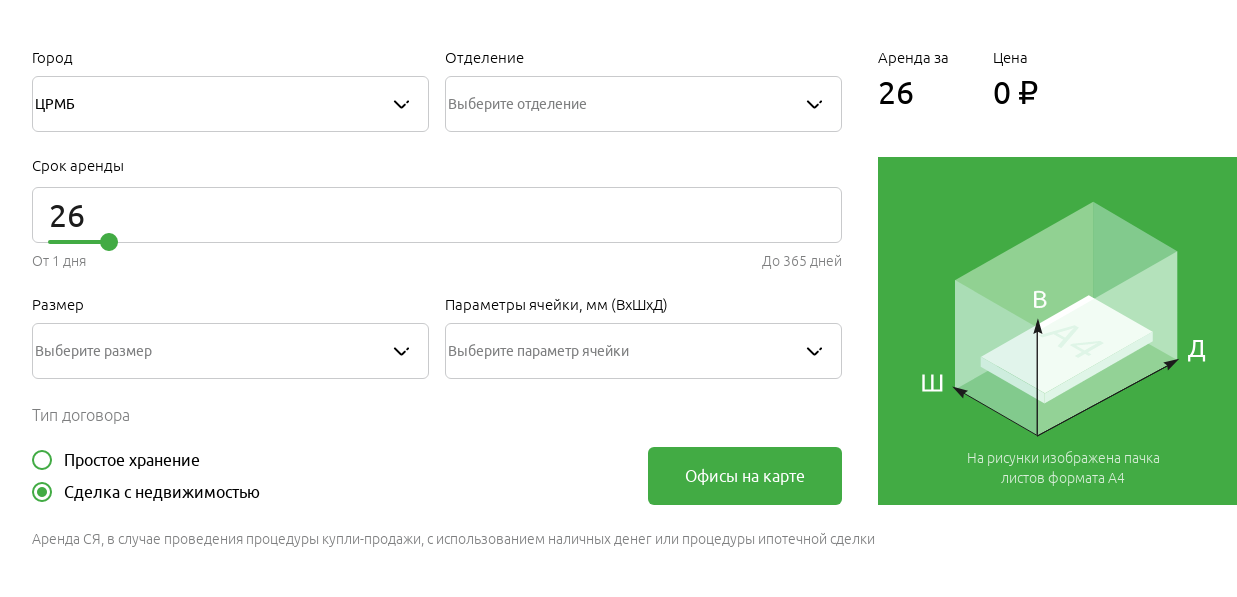 Город
ЦРМБ
Отделение
Выберите отделение
Аренда за
26
Цена
0 ₽
Срок аренды
26
От 1 дня
До 365 дней
Размер
Выберите размер
Параметры ячейки, мм (ВхШхД)
Выберите параметр ячейки
Тип договора
Простое хранение
Сделка с недвижимостью
Офисы на карте
В
А4
Ш
Д
На рисунки изображена пачка
листов формата А4
Аренда СЯ, в случае проведения процедуры купли-продажи, с использованием наличных денег или процедуры ипотечной сделки